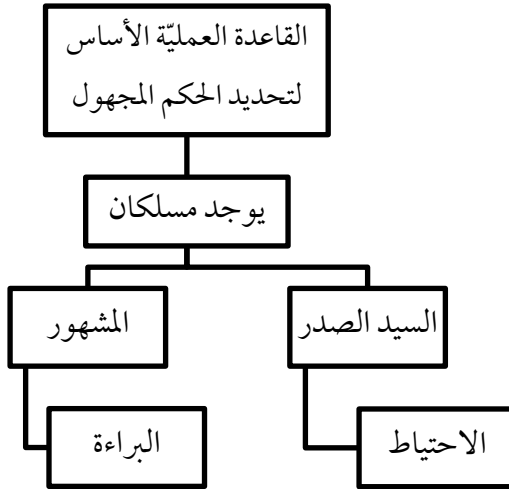 القاعدة العمليّة الأساس
لتحديد الحكم المجهول
يوجد مسلكان
السيد الصدر
المشهور
الاحتياط
البراءة